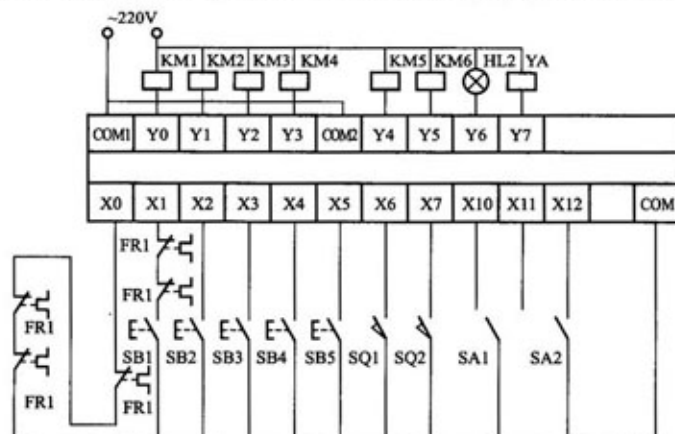 ~220V
KM1 KM2 KM3 KM4 KM5 KM6 HL2 YA
COM1 Y0 Y1 Y2 Y3 COM2 Y4 Y5 Y6 Y7
X0 X1 X2 X3 X4 X5 X6 X7 X10 X11 X12 COM
FR1
FR1
FR1
SB1 SB2 SB3 SB4 SB5 SQ1 SQ2 SA1 SA2
FR1 FR1